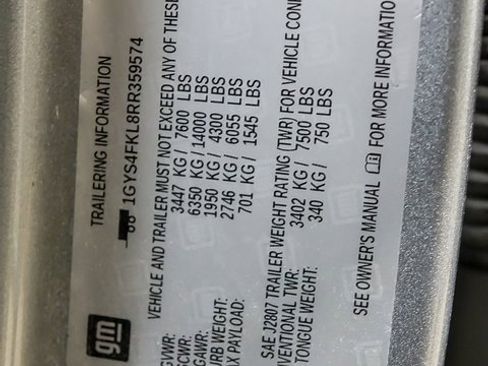 TRAILERING INFORMATION
1GYS4FKL8RR359574
VEHICLE AND TRAILER MUST NOT EXCEED ANY OF THESE
GVWR: 3447 KG / 7600 LBS
GCWR: 6350 KG / 14000 LBS
GAWR: 1950 KG / 4300 LBS
URB WEIGHT: 2746 KG / 6055 LBS
X PAYLOAD: 701 KG / 1545 LBS
SAE J2807 TRAILER WEIGHT RATING (TWR) FOR VEHICLE COND
VENTIONAL TWR: 3402 KG / 7500 LBS
TONGUE WEIGHT: 340 KG / 750 LBS
SEE OWNER'S MANUAL FOR MORE INFORMATIO
gm